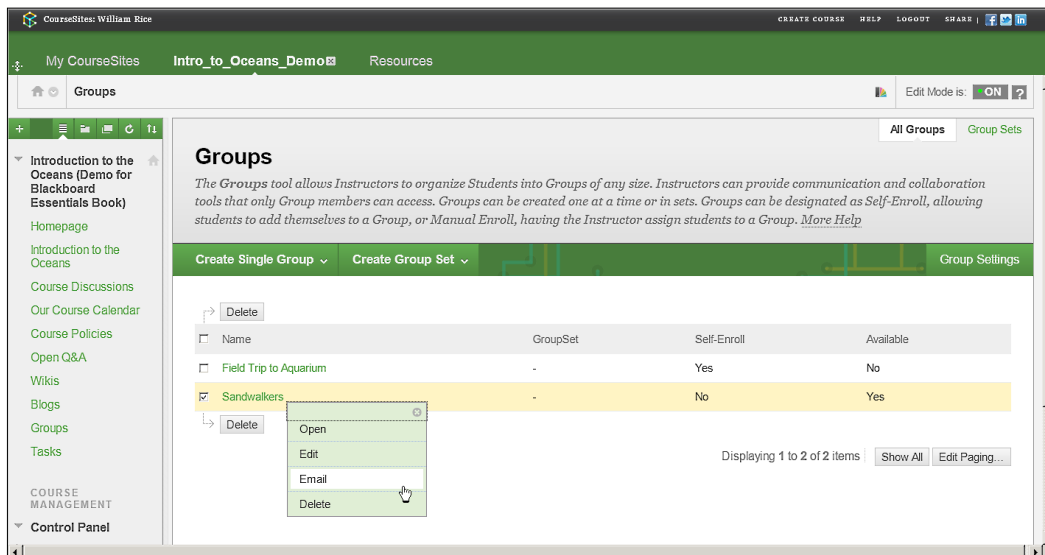 CourseSites: William Rice
CREATE COURSE HELP LOGOUT SHARE |
My CourseSites Intro_to_Oceans_Demo Resources
Groups
Edit Mode is: ON ?
All Groups Group Sets
Introduction to the
Oceans (Demo for
Blackboard
Essentials Book)
Homepage
Introduction to the
Oceans
Course Discussions
Our Course Calendar
Course Policies
Open Q&A
Wikis
Blogs
Groups
Tasks
COURSE
MANAGEMENT
Control Panel
Groups
The Groups tool allows Instructors to organize Students into Groups of any size. Instructors can provide communication and collaboration
tools that only Group members can access. Groups can be created one at a time or in sets. Groups can be designated as Self-Enroll, allowing
students to add themselves to a Group, or Manual Enroll, having the Instructor assign students to a Group. More Help
Create Single Group Create Group Set Group Settings
Delete
Name GroupSet Self-Enroll Available
Field Trip to Aquarium - Yes No
Sandwalkers - No Yes
Delete
Open
Edit
Email
Delete
Displaying 1 to 2 of 2 items Show All Edit Paging...